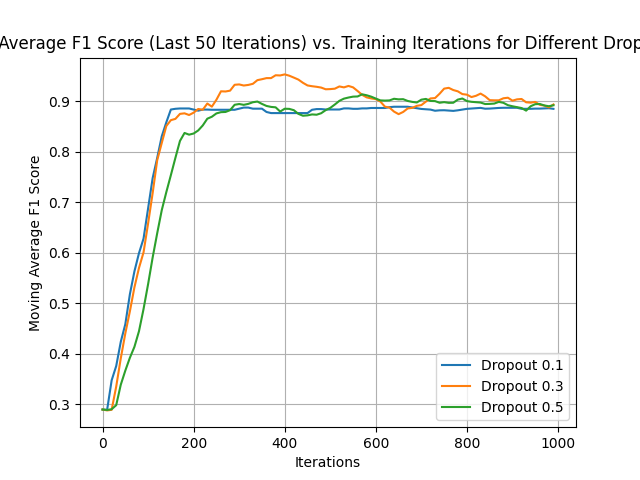 Average F1 Score (Last 50 Iterations) vs. Training Iterations for Different Drop
Moving Average F1 Score
0.9
0.8
0.7
0.6
0.5
0.4
0.3
Dropout 0.1
Dropout 0.3
Dropout 0.5
0 200 400 600 800 1000
Iterations